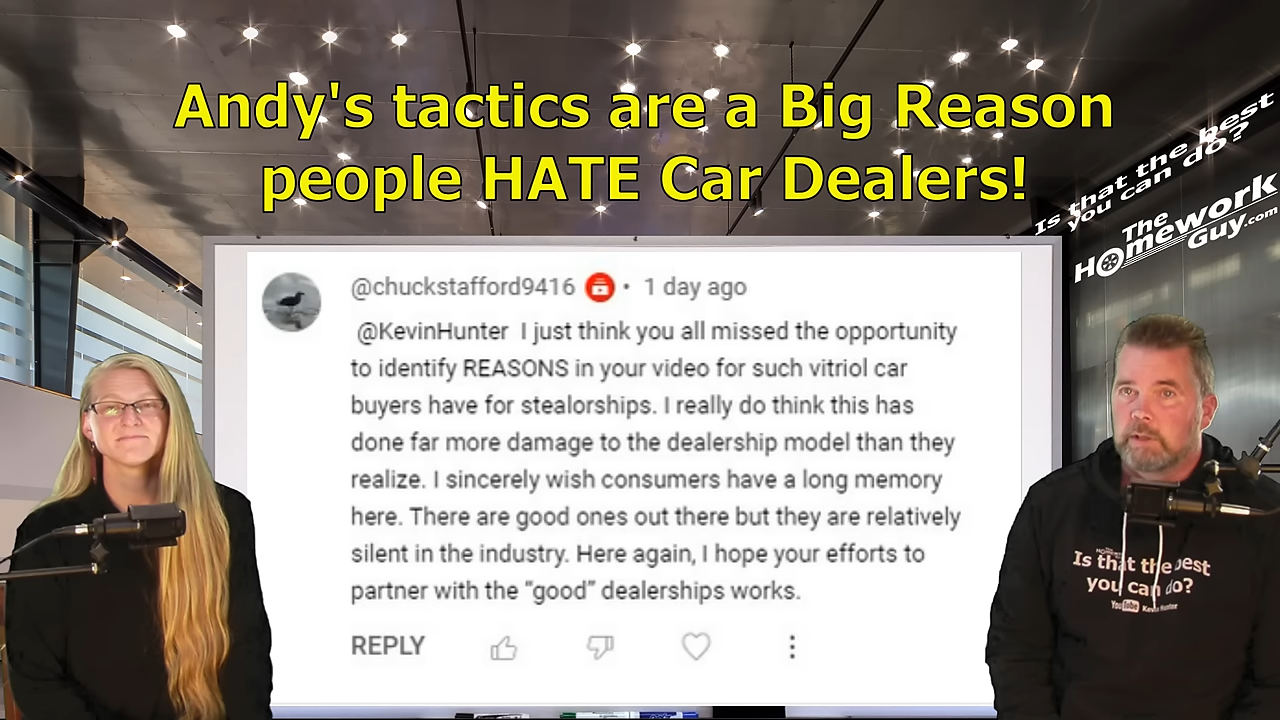 Andy's tactics are a Big Reason
people HATE Car Dealers!
Is that the best
you can do?
The
Homework
Guy.com
@chuckstafford9416 • 1 day ago
@KevinHunter I just think you all missed the opportunity
to identify REASONS in your video for such vitriol car
buyers have for stealorships. I really do think this has
done far more damage to the dealership model than they
realize. I sincerely wish consumers have a long memory
here. There are good ones out there but they are relatively
silent in the industry. Here again, I hope your efforts to
partner with the “good” dealerships works.
REPLY
Is that the best
you can do?
YouTube Kevin Hunter